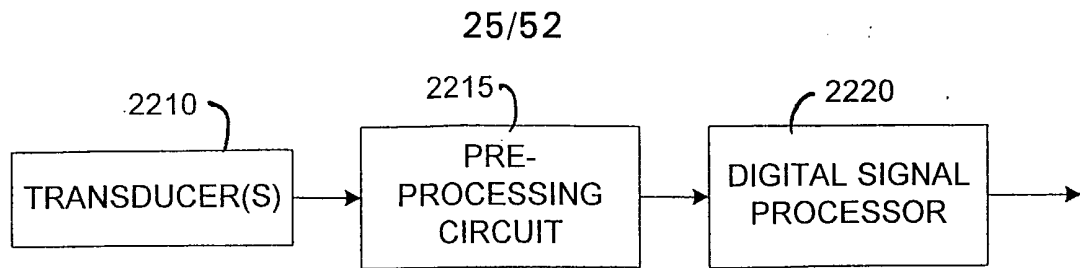 25/52
2210
2215
2220
TRANSDUCER(S)
PRE-
PROCESSING
CIRCUIT
DIGITAL SIGNAL
PROCESSOR